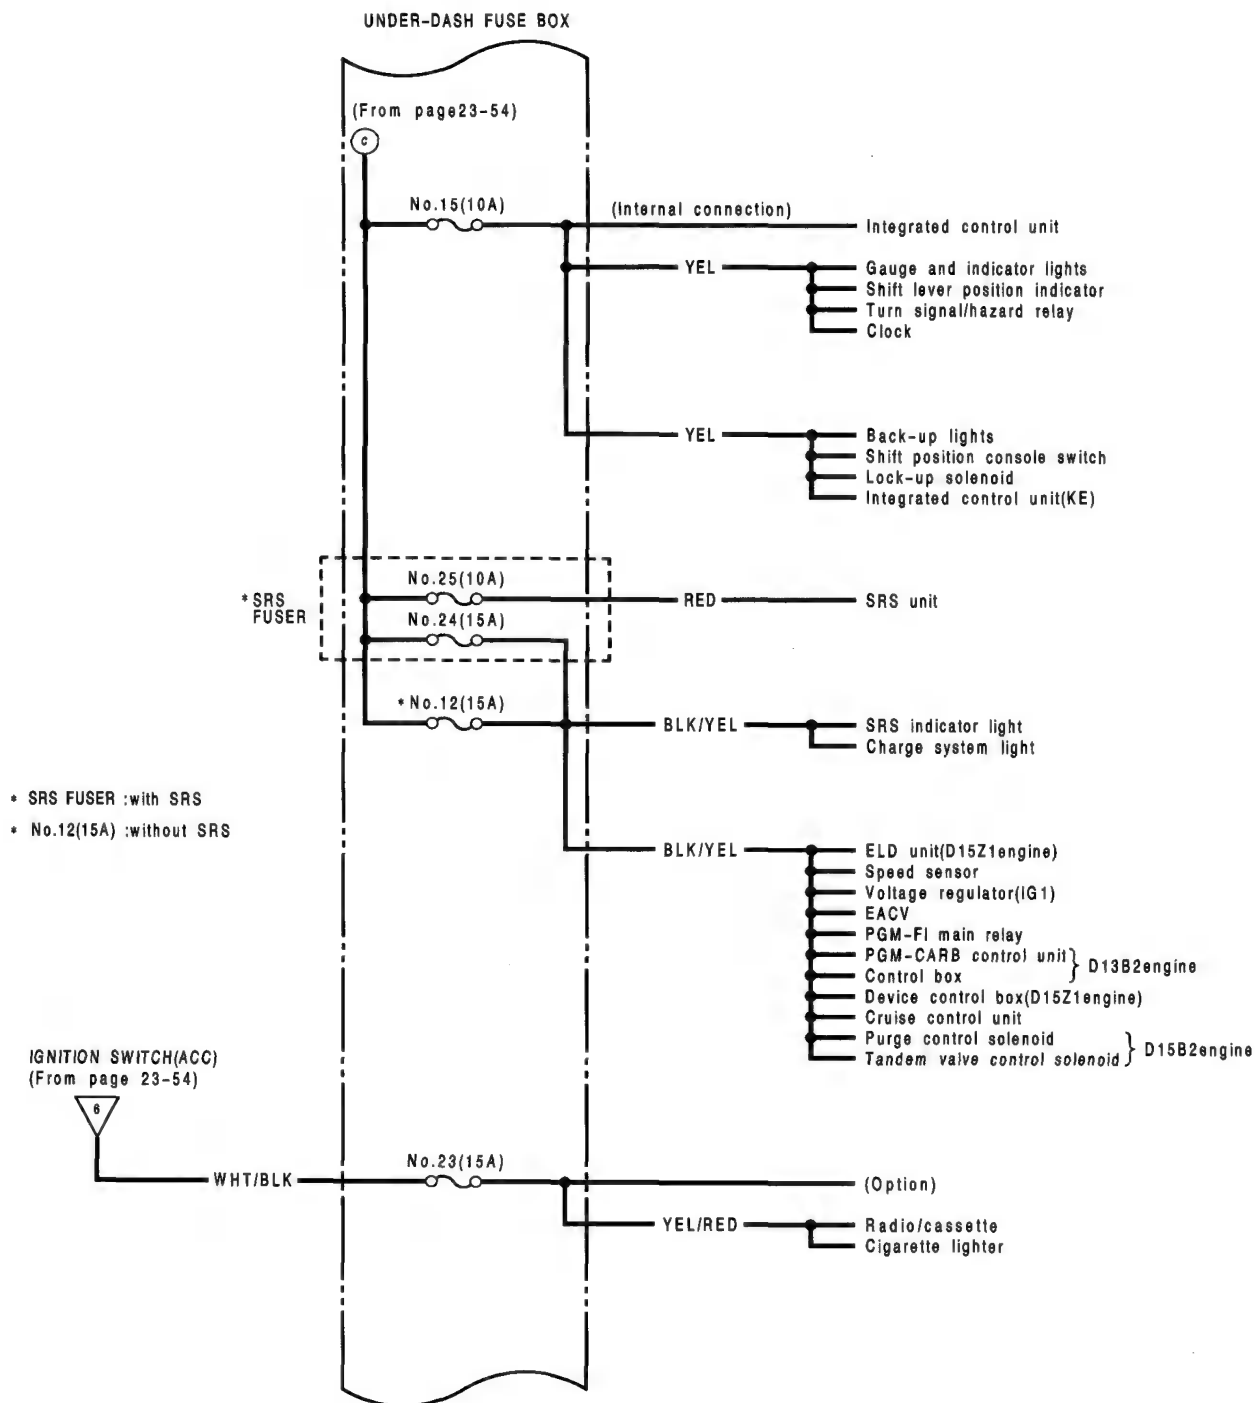 UNDER-DASH FUSE BOX
(From page23-54)
C
No.15(10A)
(Internal connection)
Integrated control unit
YEL
Gauge and indicator lights
Shift lever position indicator
Turn signal/hazard relay
Clock
YEL
Back-up lights
Shift position console switch
Lock-up solenoid
Integrated control unit(KE)
*SRS
FUSER
No.25(10A)
RED
SRS unit
No.24(15A)
*No.12(15A)
BLK/YEL
SRS indicator light
Charge system light
* SRS FUSER :with SRS
* No.12(15A) :without SRS
BLK/YEL
ELD unit(D15Z1engine)
Speed sensor
Voltage regulator(IG1)
EACV
PGM-FI main relay
PGM-CARB control unit
Control box
} D13B2engine
Device control box(D15Z1engine)
Cruise control unit
Purge control solenoid
Tandem valve control solenoid
} D15B2engine
IGNITION SWITCH(ACC)
(From page 23-54)
6
WHT/BLK
No.23(15A)
(Option)
YEL/RED
Radio/cassette
Cigarette lighter